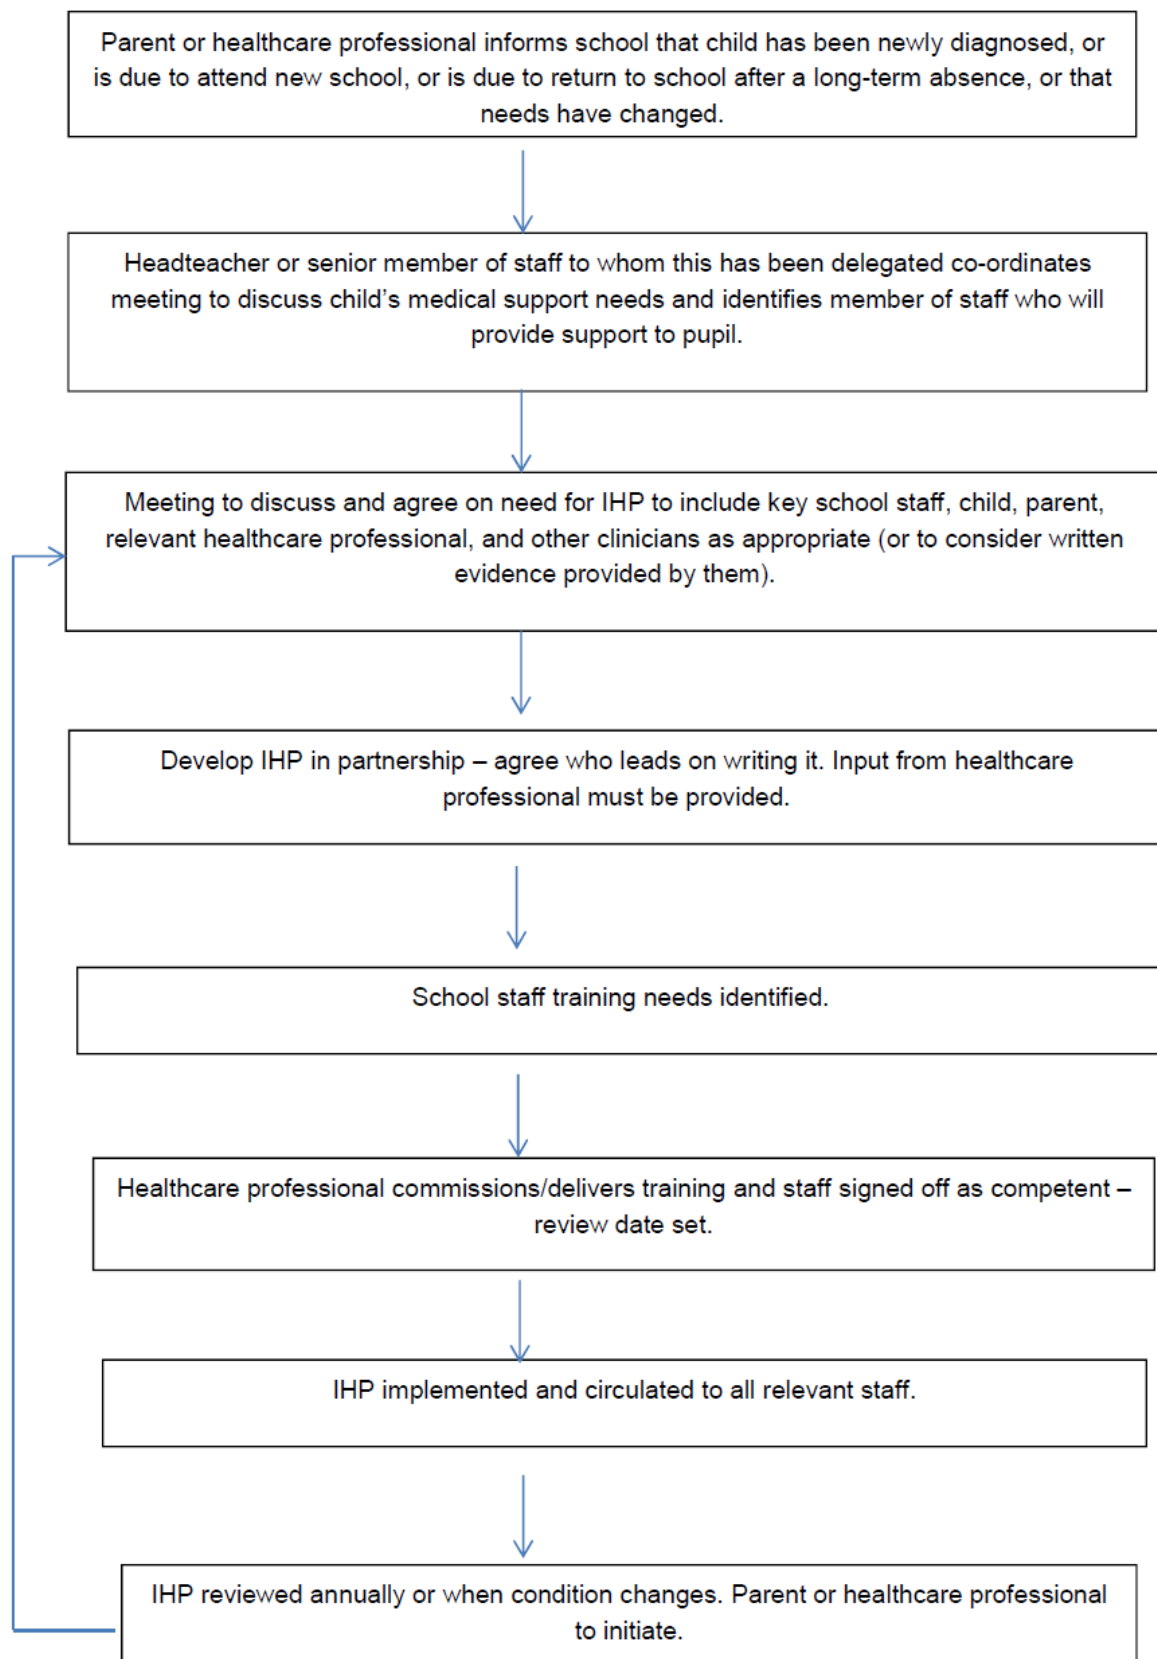 Parent or healthcare professional informs school that child has been newly diagnosed, or
is due to attend new school, or is due to return to school after a long-term absence, or that
needs have changed.
Headteacher or senior member of staff to whom this has been delegated co-ordinates
meeting to discuss child’s medical support needs and identifies member of staff who will
provide support to pupil.
Meeting to discuss and agree on need for IHP to include key school staff, child, parent,
relevant healthcare professional, and other clinicians as appropriate (or to consider written
evidence provided by them).
Develop IHP in partnership – agree who leads on writing it. Input from healthcare
professional must be provided.
School staff training needs identified.
Healthcare professional commissions/delivers training and staff signed off as competent –
review date set.
IHP implemented and circulated to all relevant staff.
IHP reviewed annually or when condition changes. Parent or healthcare professional
to initiate.